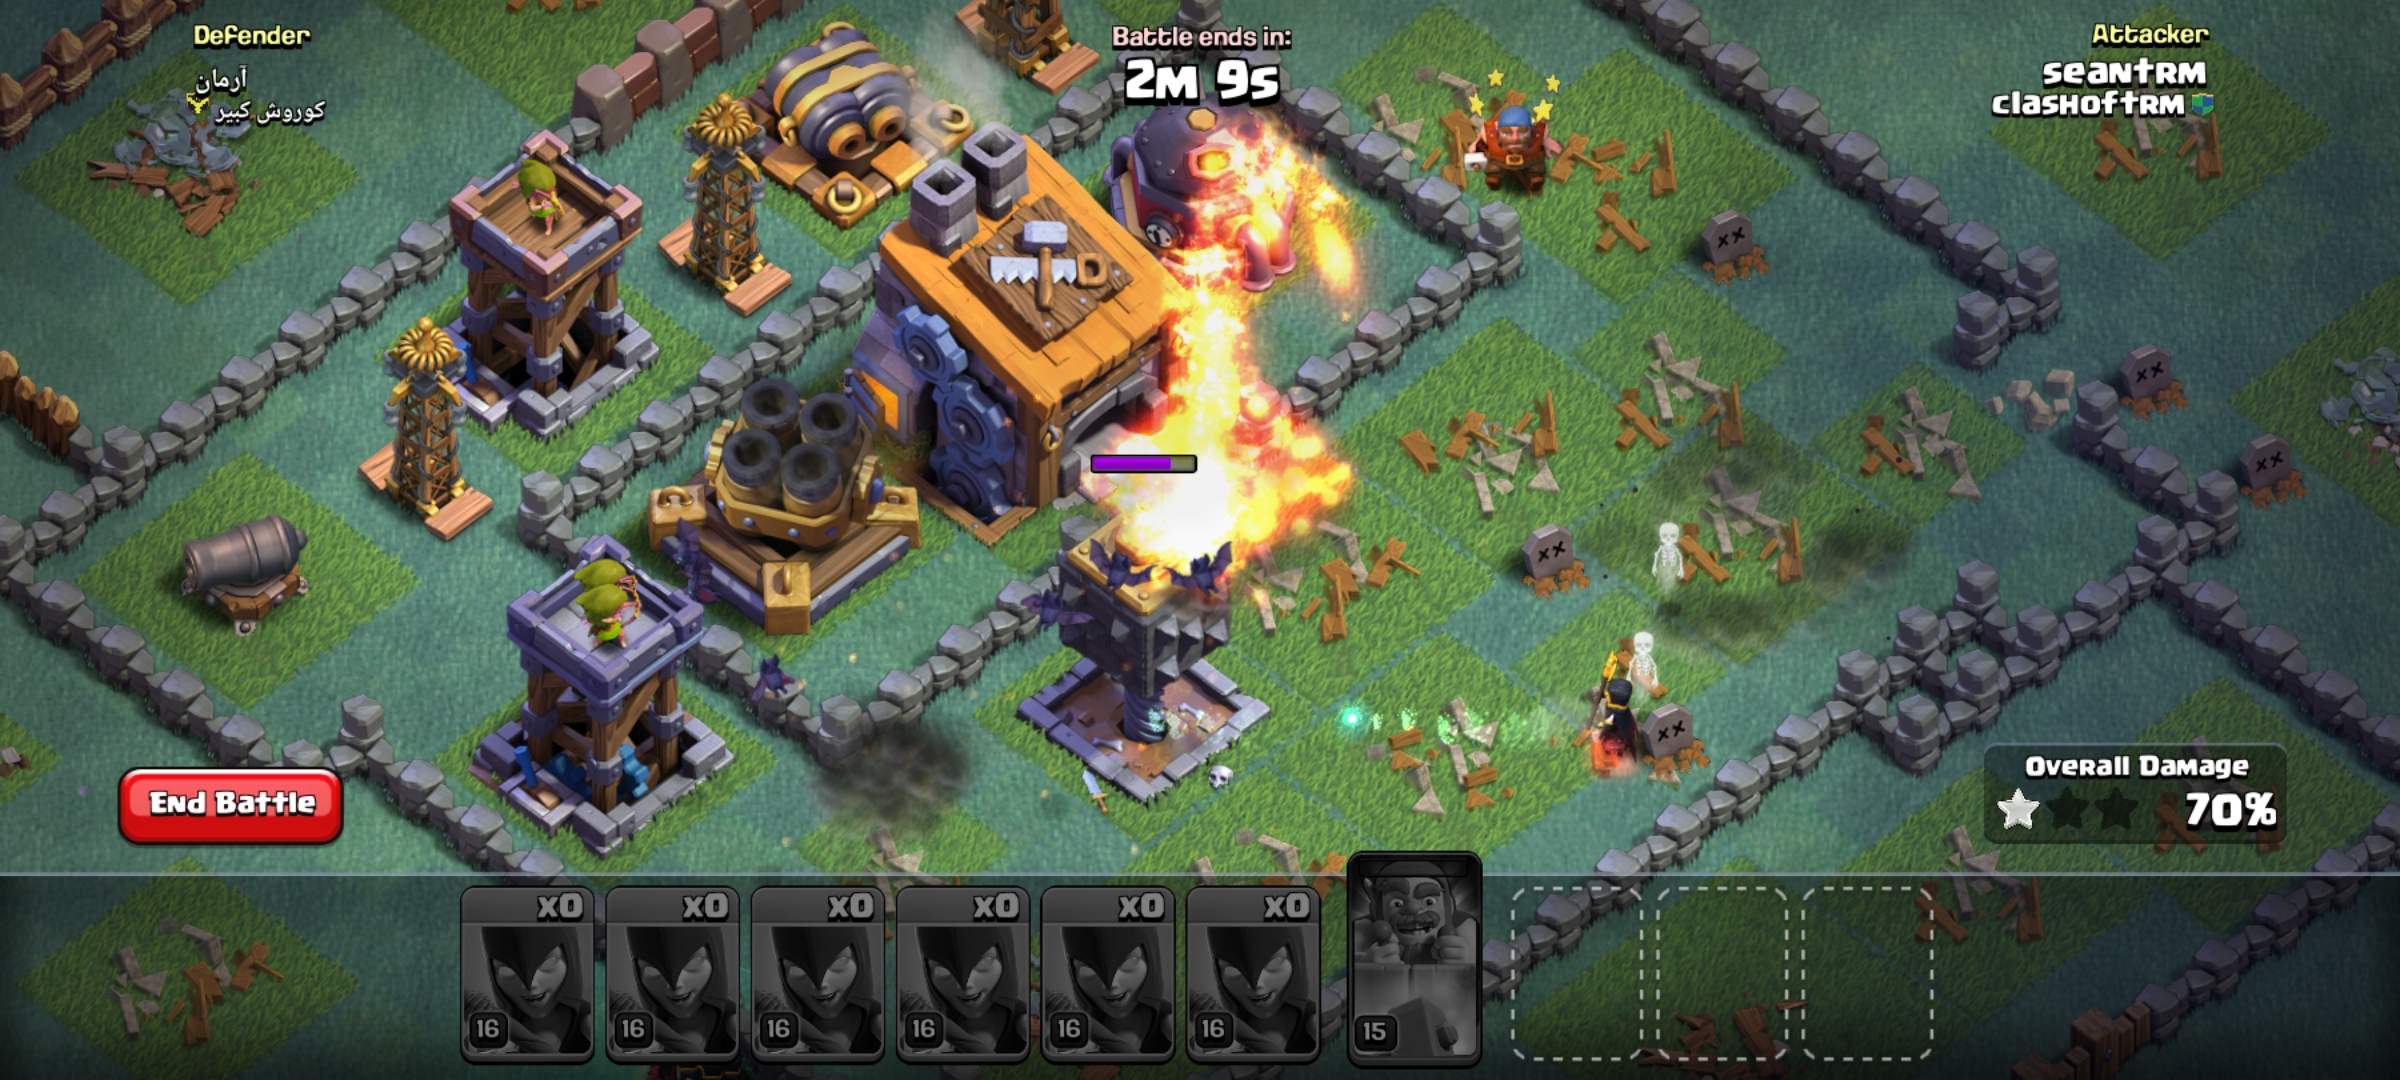 Defender
آرمان
کوروش کبیر
Battle ends in:
2M 9s
Attacker
seantRM
clashoftRM
End Battle
Overall Damage
70%
x0 x0 x0 x0 x0 x0
16 16 16 16 16 16 15